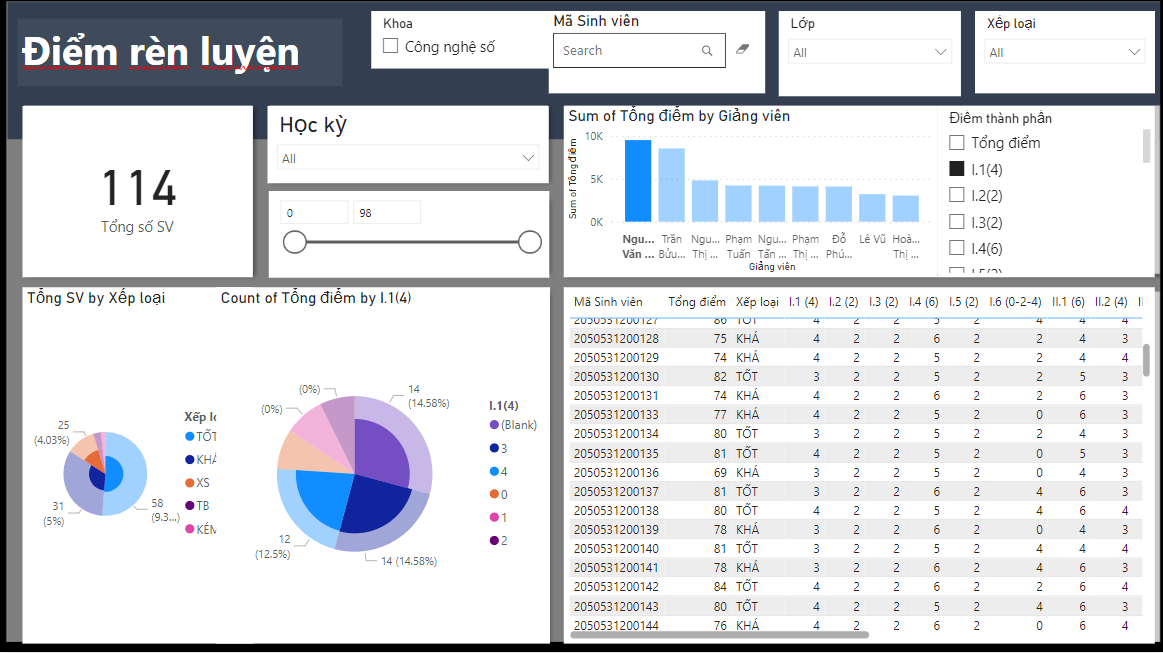 Điểm rèn luyện
Khoa
Công nghệ số
Mã Sinh viên
Search
Lớp
All
Xếp loại
All
114
Tổng số SV
Học kỳ
All
0 98
Sum of Tổng điểm by Giảng viên
Sum of Tổng điểm
10K
5K
0K
Ngu... Trần Ngu... Phạm Ngu... Phạm Đỗ Lê Vũ Hoà...
Văn ... Bửu... Thị ... Tuấn Tấn ... Thị ... Phú... Thị ...
Giảng viên
Điểm thành phần
Tổng điểm
I.1(4)
I.2(2)
I.3(2)
I.4(6)
I.5(2)
Tổng SV by Xếp loại
25
(4.03%)
31
(5%)
58
(9.3...)
Xếp lo
TỐT
KHÁ
XS
TB
KÉM
Count of Tổng điểm by I.1(4)
(0%)
(0%)
14
(14.58%)
12
(12.5%)
14 (14.58%)
I.1(4)
(Blank)
3
4
0
1
2
Mã Sinh viên Tổng điểm Xếp loại I.1 (4) I.2 (2) I.3 (2) I.4 (6) I.5 (2) I.6 (0-2-4) II.1 (6) II.2 (4) II
2050531200127 86 TỐT 4 2 2 5 2 4 4 4
2050531200128 75 KHÁ 4 2 2 6 2 2 4 3
2050531200129 74 KHÁ 4 2 2 5 2 2 4 4
2050531200130 82 TỐT 3 2 2 5 2 2 5 3
2050531200131 74 KHÁ 4 2 2 6 2 2 6 3
2050531200133 77 KHÁ 4 2 2 5 2 0 6 3
2050531200134 80 TỐT 4 2 2 5 2 2 4 3
2050531200135 81 TỐT 4 2 2 5 2 0 5 3
2050531200136 69 KHÁ 3 2 2 5 2 0 4 3
2050531200137 81 TỐT 3 2 2 6 2 4 6 3
2050531200138 80 TỐT 4 2 2 5 2 4 6 4
2050531200139 78 KHÁ 3 2 2 6 2 0 4 3
2050531200140 81 TỐT 3 2 2 5 2 4 4 4
2050531200141 78 KHÁ 3 2 2 6 2 4 6 3
2050531200142 84 TỐT 4 2 2 6 2 2 6 4
2050531200143 80 TỐT 4 2 2 5 2 4 6 3
2050531200144 76 KHÁ 4 2 2 6 2 0 6 4